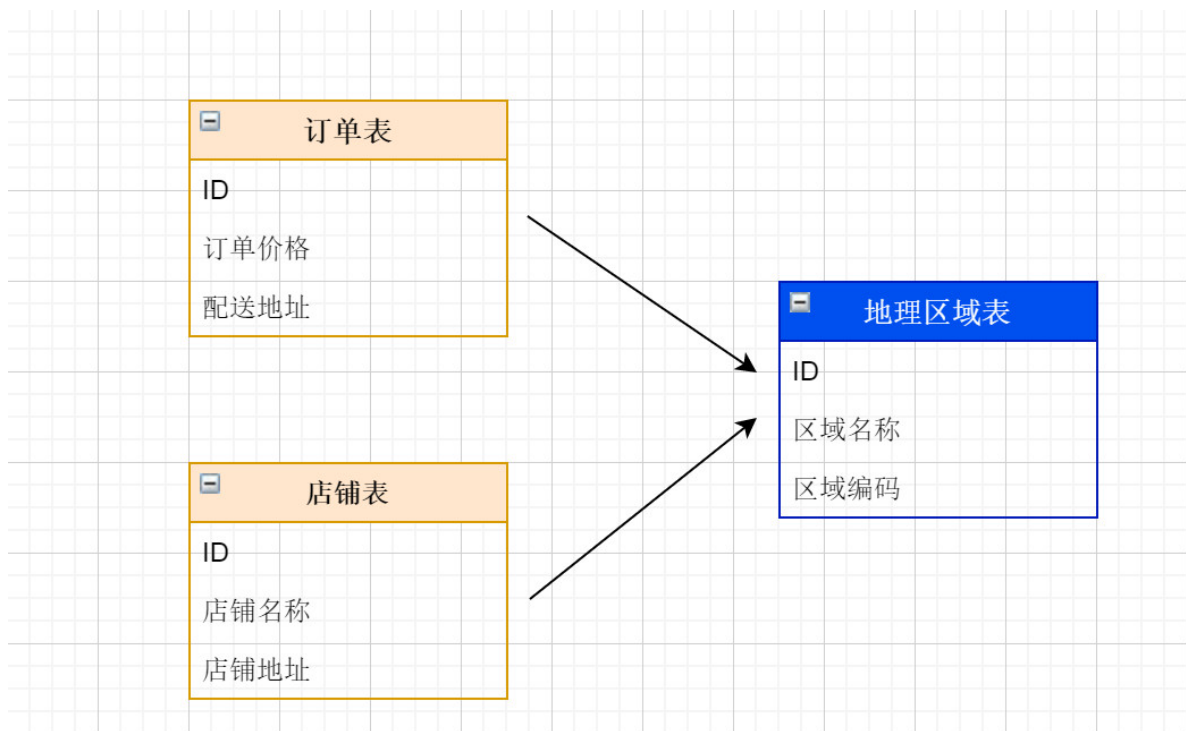 订单表
ID
订单价格
配送地址
地理区域表
ID
区域名称
区域编码
店铺表
ID
店铺名称
店铺地址